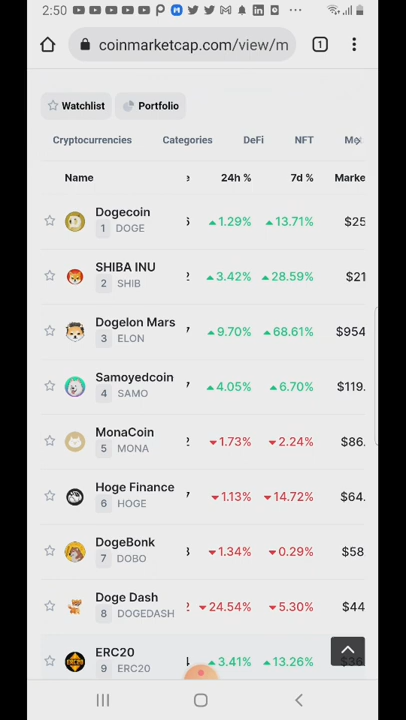 2:50
coinmarketcap.com/view/m
1
Watchlist
Portfolio
Cryptocurrencies Categories DeFi NFT
Name 24h % 7d % Marke
Dogecoin
1 DOGE
1.29% 13.71% $25
SHIBA INU
2 SHIB
3.42% 28.59% $21
Dogelon Mars
3 ELON
9.70% 68.61% $954
Samoyedcoin
4 SAMO
4.05% 6.70% $119.
MonaCoin
5 MONA
1.73% 2.24% $86.
Hoge Finance
6 HOGE
1.13% 14.72% $64.
DogeBonk
7 DOBO
1.34% 0.29% $58
Doge Dash
8 DOGEDASH
24.54% 5.30% $44
ERC20
9 ERC20
3.41% 13.26%